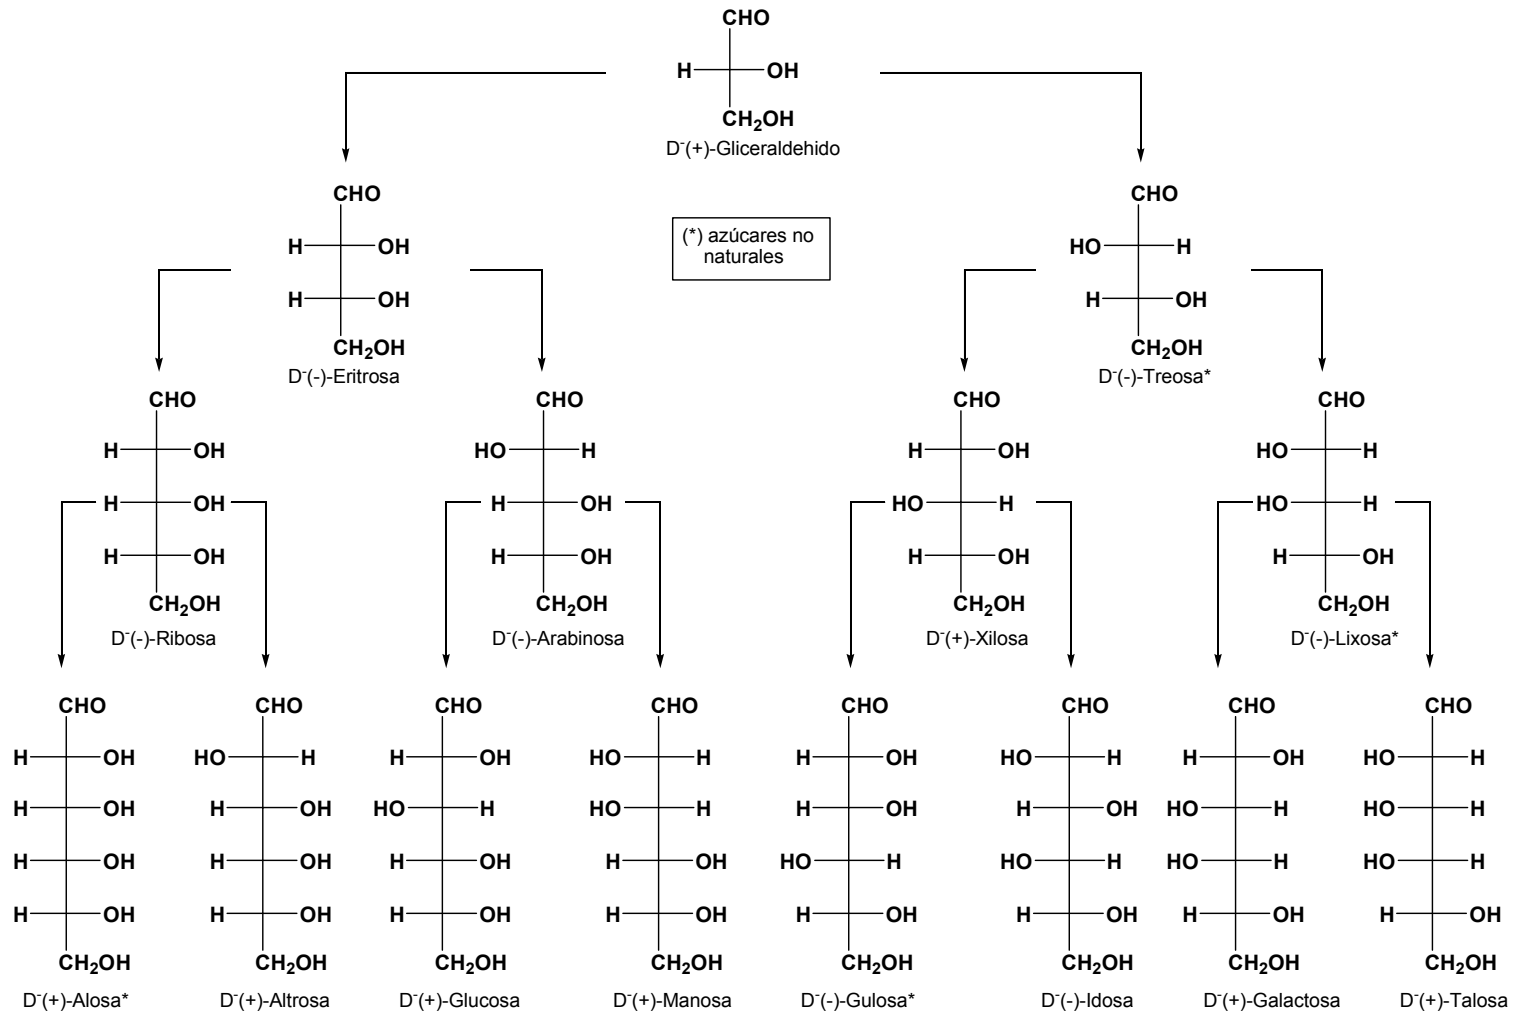 CHO
H OH
CH2OH
D-(+)-Gliceraldehido
CHO CHO
(*) azúcares no
naturales
H OH HO H
H OH H OH
CH2OH CH2OH
D-(-)-Eritrosa D-(-)-Treosa*
CHO CHO CHO CHO
H OH HO H H OH HO H
H OH H OH HO H HO H
H OH H OH H OH H OH
CH2OH CH2OH CH2OH CH2OH
D-(-)-Ribosa D-(-)-Arabinosa D-(+)-Xilosa D-(-)-Lixosa*
CHO CHO CHO CHO CHO CHO CHO CHO
H OH HO H H OH HO H H OH HO H H OH HO H
H OH H OH HO H HO H H OH H OH HO H HO H
H OH H OH H OH H OH HO H HO H HO H HO H
H OH H OH H OH H OH H OH H OH H OH H OH
CH2OH CH2OH CH2OH CH2OH CH2OH CH2OH CH2OH CH2OH
D-(+)-Alosa* D-(+)-Altrosa D-(+)-Glucosa D-(+)-Manosa D-(-)-Gulosa* D-(-)-Idosa D-(+)-Galactosa D-(+)-Talosa